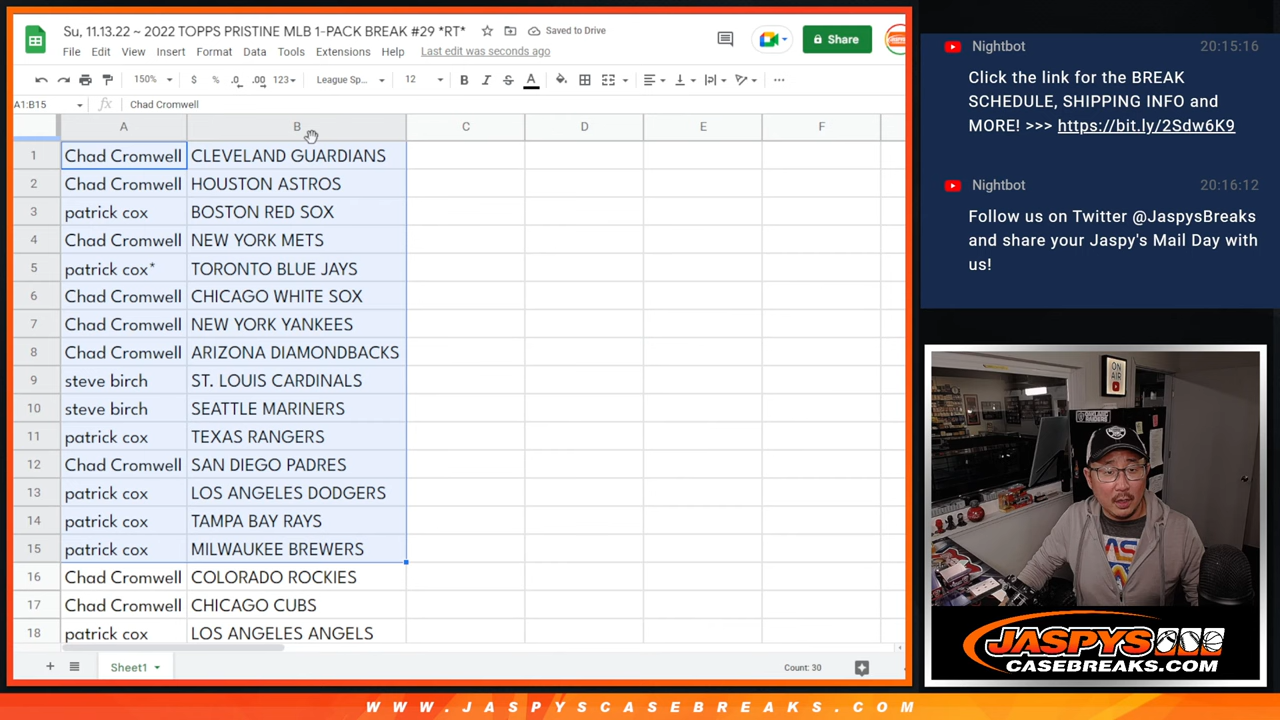 Su, 11.13.22 ~ 2022 TOPPS PRISTINE MLB 1-PACK BREAK #29 *RT*
Saved to Drive
File Edit View Insert Format Data Tools Extensions Help Last edit was seconds ago
Share
150% $ % .0 .00 123 League Sp... 12 B I S A
A1:B15 fx Chad Cromwell
A B C D E F
1 Chad Cromwell CLEVELAND GUARDIANS
2 Chad Cromwell HOUSTON ASTROS
3 patrick cox BOSTON RED SOX
4 Chad Cromwell NEW YORK METS
5 patrick cox* TORONTO BLUE JAYS
6 Chad Cromwell CHICAGO WHITE SOX
7 Chad Cromwell NEW YORK YANKEES
8 Chad Cromwell ARIZONA DIAMONDBACKS
9 steve birch ST. LOUIS CARDINALS
10 steve birch SEATTLE MARINERS
11 patrick cox TEXAS RANGERS
12 Chad Cromwell SAN DIEGO PADRES
13 patrick cox LOS ANGELES DODGERS
14 patrick cox TAMPA BAY RAYS
15 patrick cox MILWAUKEE BREWERS
16 Chad Cromwell COLORADO ROCKIES
17 Chad Cromwell CHICAGO CUBS
18 patrick cox LOS ANGELES ANGELS
Sheet1
Count: 30
Nightbot 20:15:16
Click the link for the BREAK
SCHEDULE, SHIPPING INFO and
MORE! >>> https://bit.ly/2Sdw6K9
Nightbot 20:16:12
Follow us on Twitter @JaspysBreaks
and share your Jaspy's Mail Day with
us!
ON
AIR
JASPYS
CASEBREAKS.COM
WWW.JASPYSCASEBREAKS.COM